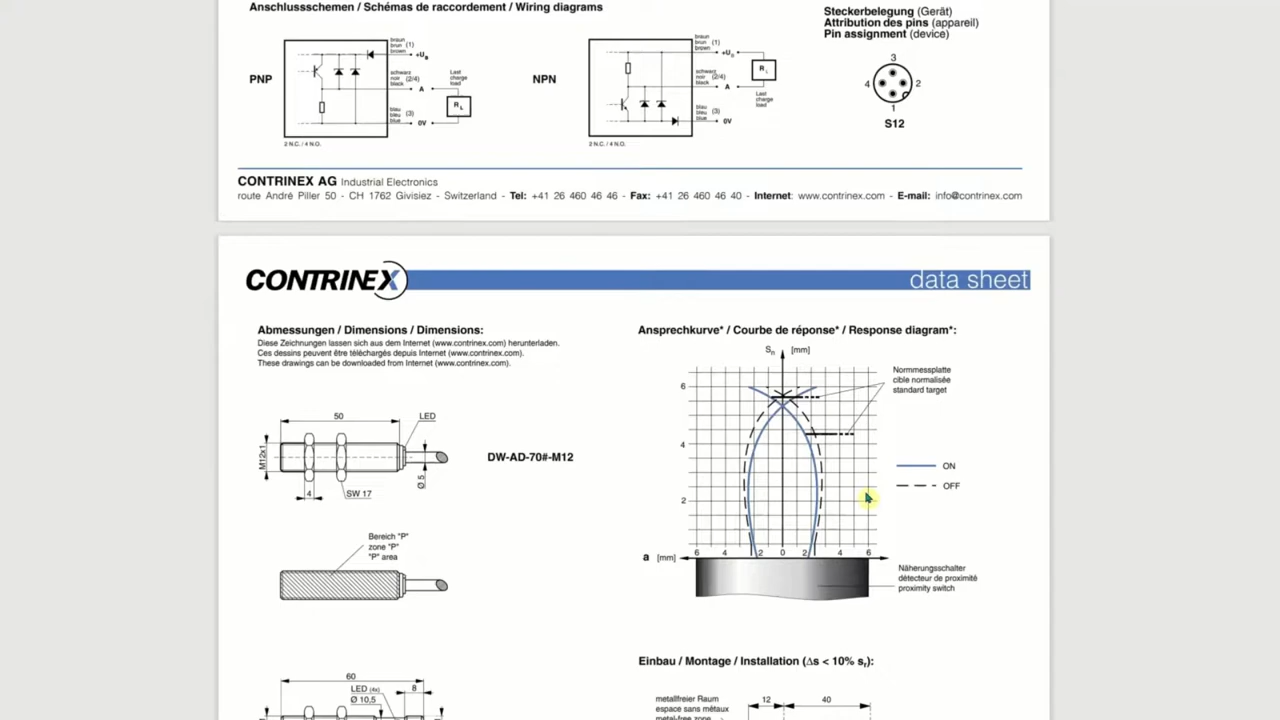 Anschlussschemen / Schémas de raccordement / Wiring diagrams
Steckerbelegung (Gerät)
Attribution des pins (appareil)
Pin assignment (device)
PNP
braun
brun (1)
brown
+UB
schwarz
noir (2/4)
black
A
Last
charge
load
RL
blau
bleu (3)
blue
0V
2 N.C. / 4 N.O.
NPN
braun
brun (1)
brown
schwarz
noir (2/4)
black
A
Last
charge
load
blau
bleu (3)
blue
0V
2 N.C. / 4 N.O.
3
4
2
1
S12
CONTRINEX AG Industrial Electronics
route André Piller 50 - CH 1762 Givisiez - Switzerland - Tel: +41 26 460 46 46 - Fax: +41 26 460 46 40 - Internet: www.contrinex.com - E-mail: info@contrinex.com
CONTRINEX
data sheet
Abmessungen / Dimensions / Dimensions:
Diese Zeichnungen lassen sich aus dem Internet (www.contrinex.com) herunterladen.
Ces dessins peuvent être téléchargés depuis Internet (www.contrinex.com).
These drawings can be downloaded from Internet (www.contrinex.com).
50
LED
M12x1
Ø 5
4
SW 17
DW-AD-70#-M12
Bereich "P"
zone "P"
"P" area
60
LED (4x)
8
Ø 10,5
Ansprechkurve* / Courbe de réponse* / Response diagram*:
Sn [mm]
6
4
2
a [mm]
6 4 2 0 2 4 6
Normmessplatte
cible normalisée
standard target
ON
OFF
Näherungsschalter
détecteur de proximité
proximity switch
Einbau / Montage / Installation (Δs < 10% sr):
metallfreier Raum
espace sans métaux
metal-free zone
12
40